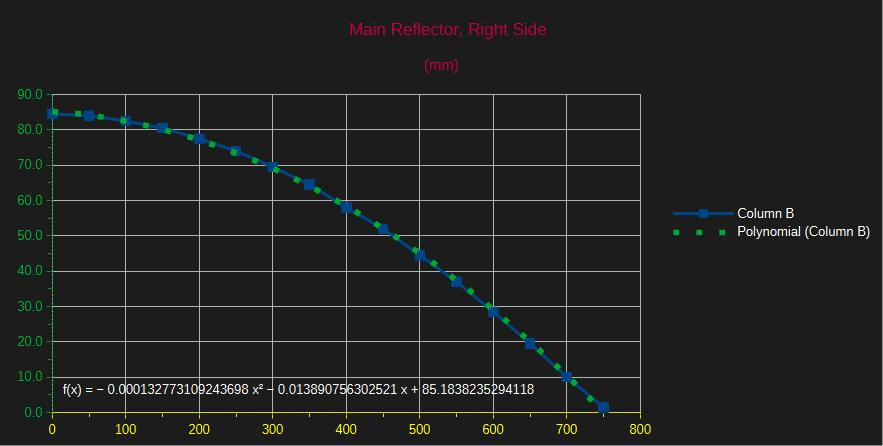 Main Reflector, Right Side
(mm)
90.0
80.0
70.0
60.0
50.0
40.0
30.0
20.0
10.0
0.0
Column B
Polynomial (Column B)
f(x) = − 0.000132773109243698 x² − 0.013890756302521 x + 85.1838235294118
0 100 200 300 400 500 600 700 800